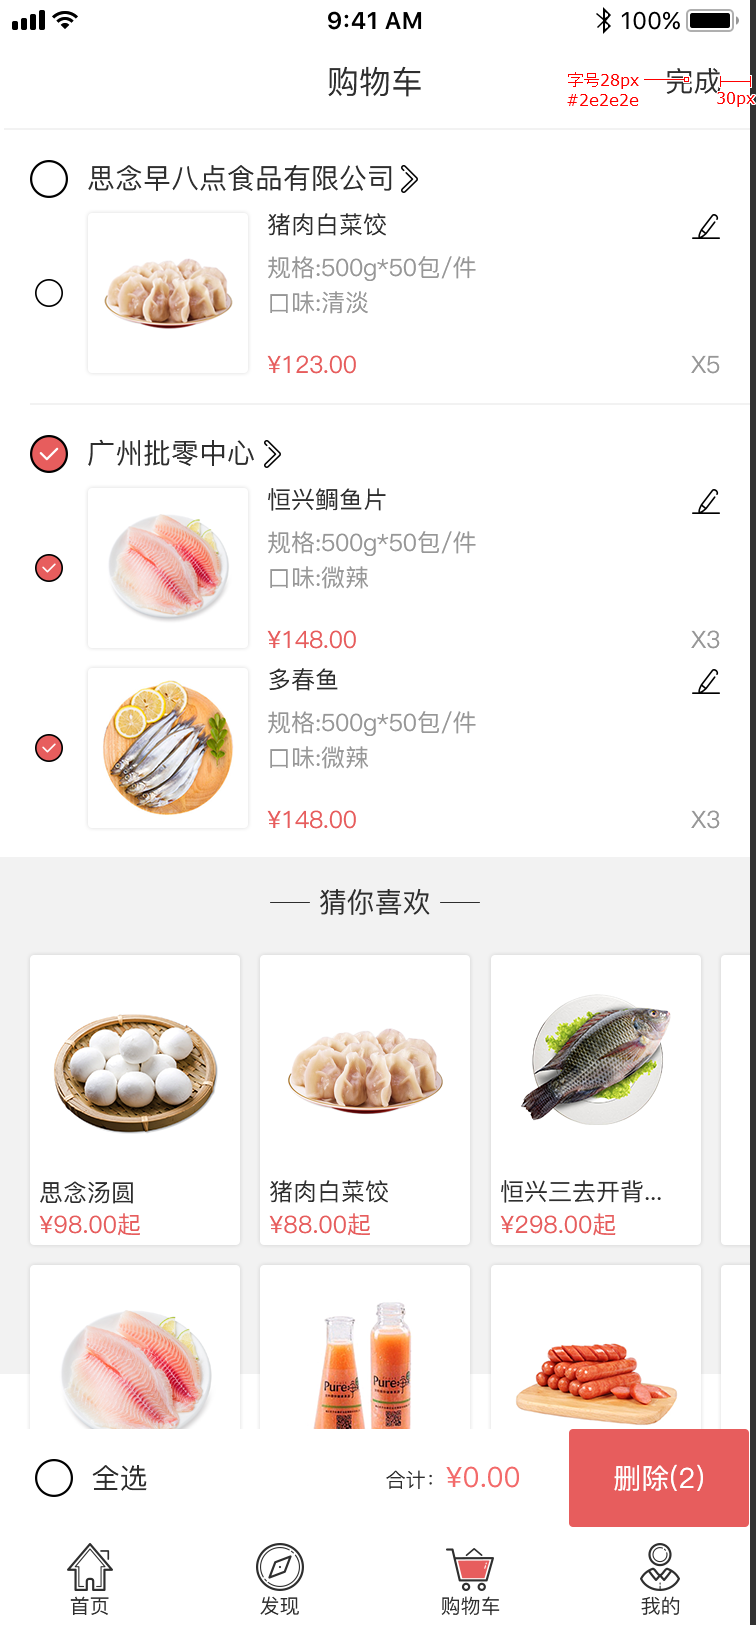 9:41 AM
100%
购物车
完成
字号28px
#2e2e2e
30px
思念早八点食品有限公司
猪肉白菜饺
规格:500g*50包/件
口味:清淡
¥123.00
X5
广州批零中心
恒兴鲷鱼片
规格:500g*50包/件
口味:微辣
¥148.00
X3
多春鱼
规格:500g*50包/件
口味:微辣
¥148.00
X3
猜你喜欢
思念汤圆
¥98.00起
猪肉白菜饺
¥88.00起
恒兴三去开背...
¥298.00起
Pure
Pure
全选
合计：¥0.00
删除(2)
首页
发现
购物车
我的